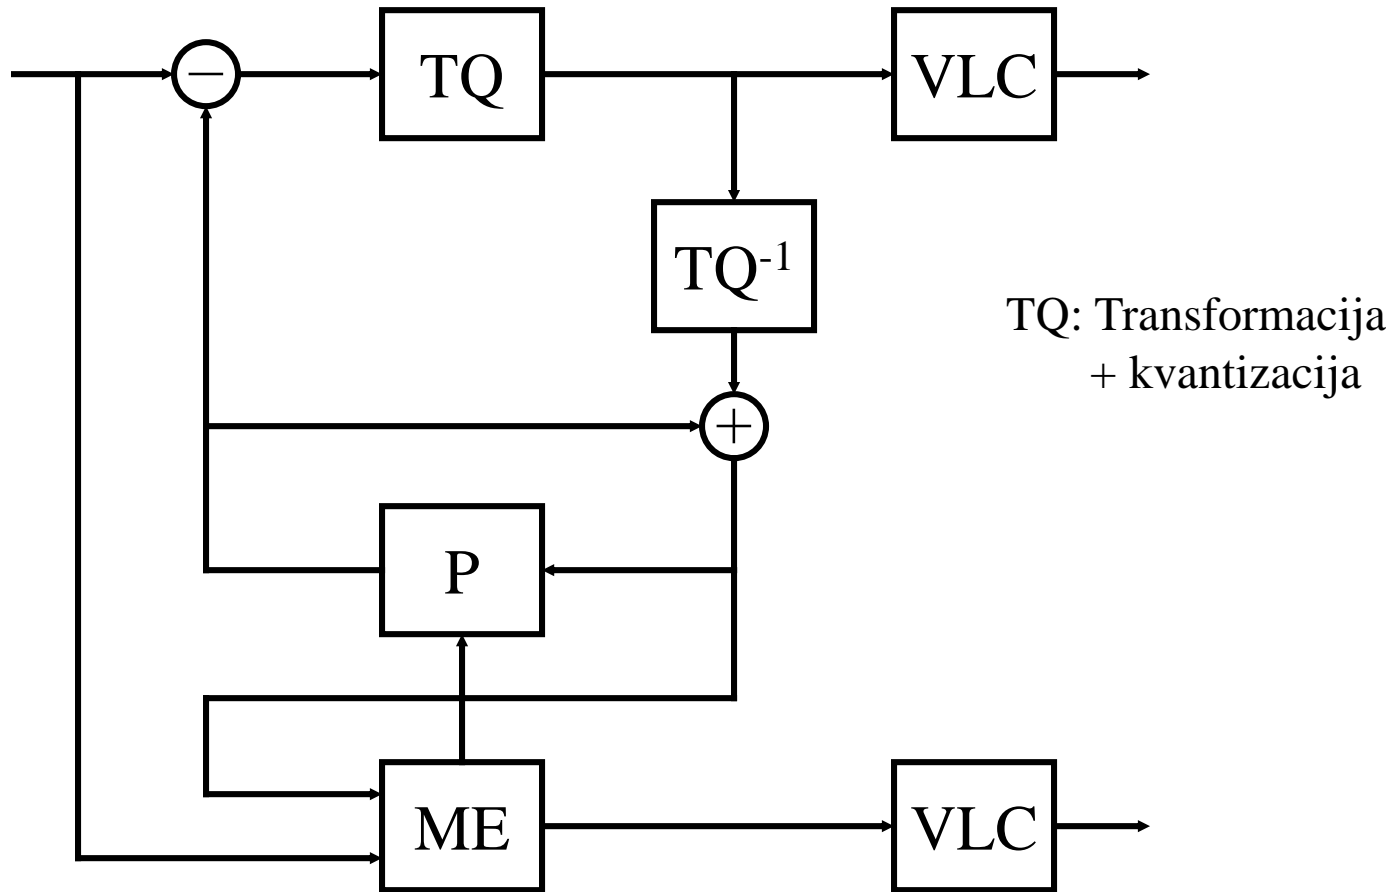 −
TQ
VLC
TQ-1
TQ: Transformacija
+ kvantizacija
+
P
ME
VLC